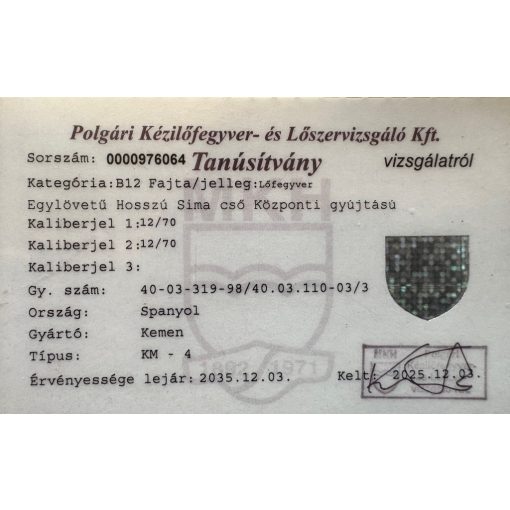 Polgári Kézilőfegyver- és Lőszervizsgáló Kft.
Sorszám: 0000976064 Tanúsítvány vizsgálatról
Kategória:B12 Fajta/jelleg:Lőfegyver
Egylövetű Hosszú Sima cső Központi gyújtású
Kaliberjel 1:12/70
Kaliberjel 2:12/70
Kaliberjel 3:
Gy. szám: 40-03-319-98/40.03.110-03/3
Ország: Spanyol
Gyártó: Kemen
Típus: KM - 4
Érvényessége lejár: 2035.12.03. Kelt: 2025.12.03.
MKH
1971